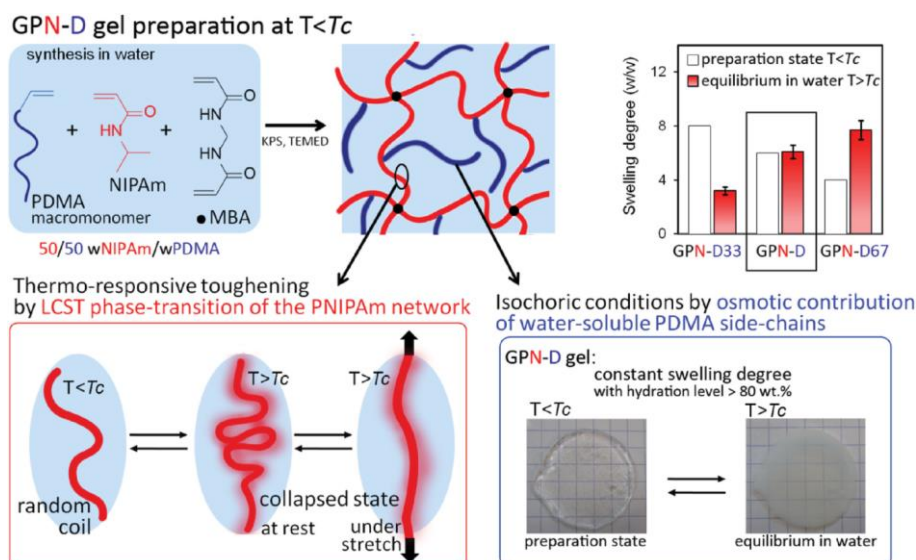 GPN-D gel preparation at T<Tc
synthesis in water
PDMA
macromonomer
+
NIPAm
+
O
HN
O
HN
HN
O
● MBA
KPS, TEMED
50/50 wNIPAm/wPDMA
Swelling degree (w/w)
12
8
4
0
preparation state T<Tc
equilibrium in water T>Tc
GPN-D33 GPN-D GPN-D67
Thermo-responsive toughening
by LCST phase-transition of the PNIPAm network
T<Tc
T>Tc
T>Tc
random
coil
collapsed state
at rest
under
stretch
Isochoric conditions by osmotic contribution
of water-soluble PDMA side-chains
GPN-D gel:
constant swelling degree
with hydration level > 80 wt.%
T<Tc
T>Tc
preparation state
equilibrium in water